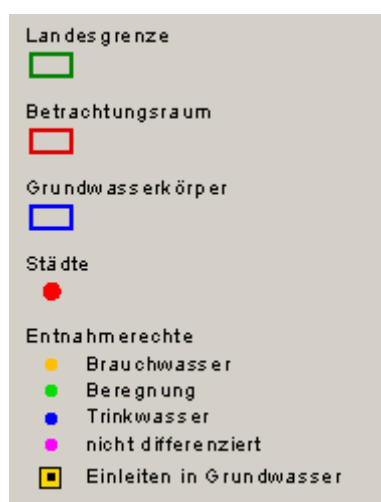 Landesgrenze
Betrachtungsraum
Grundwasserkörper
Städte
Entnahmerechte
Brauchwasser
Beregnung
Trinkwasser
nicht differenziert
Einleiten in Grundwasser